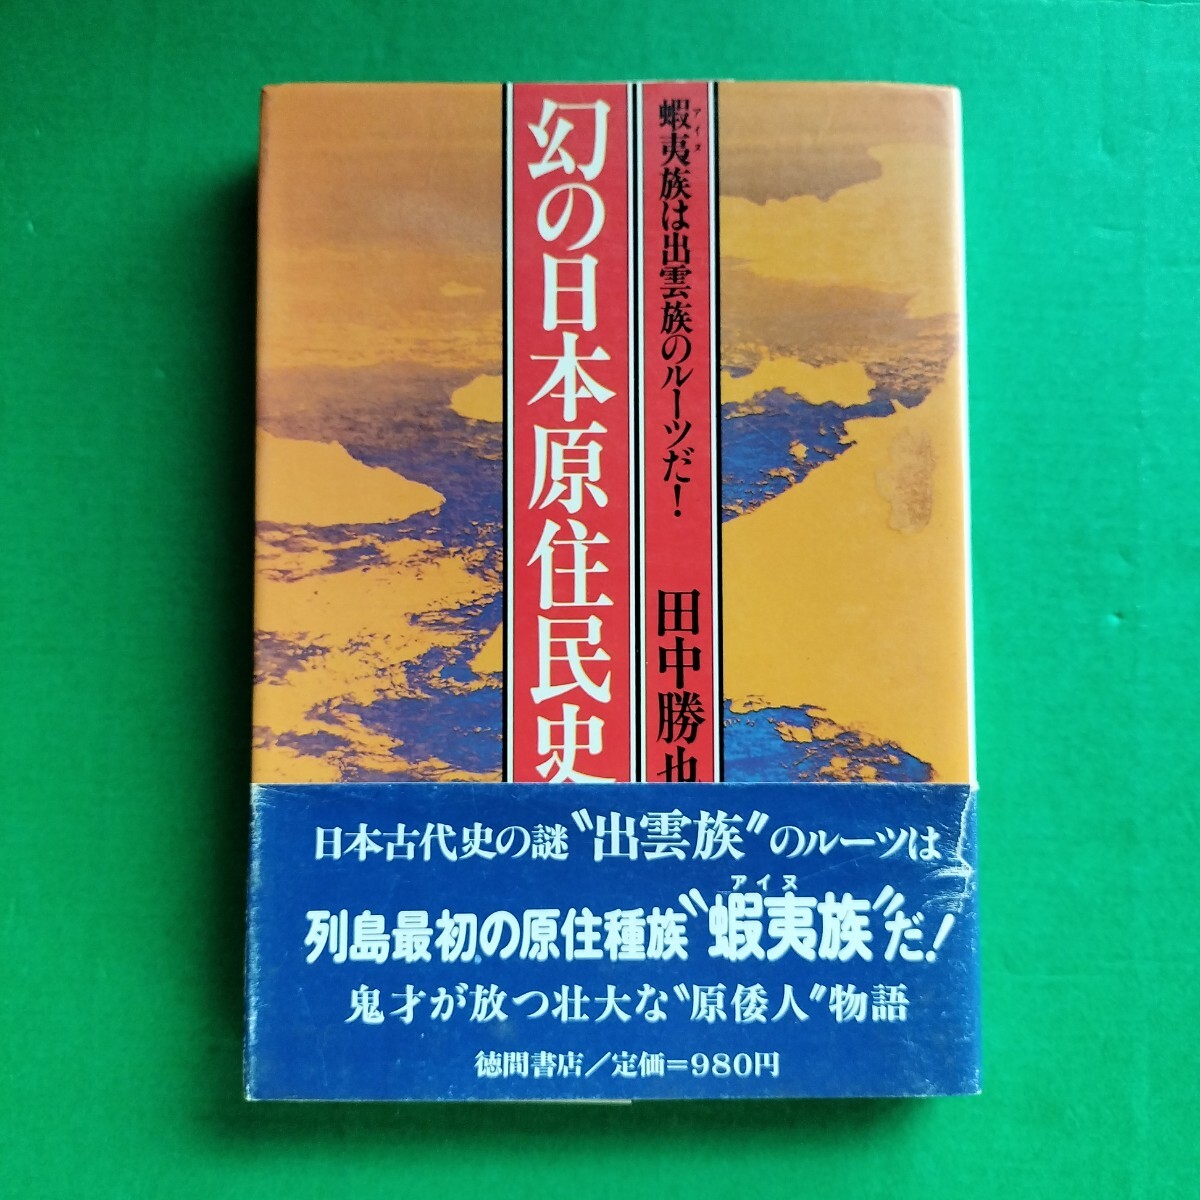 蝦夷族は出雲族のルーツだ!
アイヌ
田中勝也
幻の日本原住民史
日本古代史の謎〝出雲族〟のルーツは
アイヌ
列島最初の原住種族〝蝦夷族〟だ!
鬼才が放つ壮大な〝原倭人〟物語
徳間書店/定価=980円